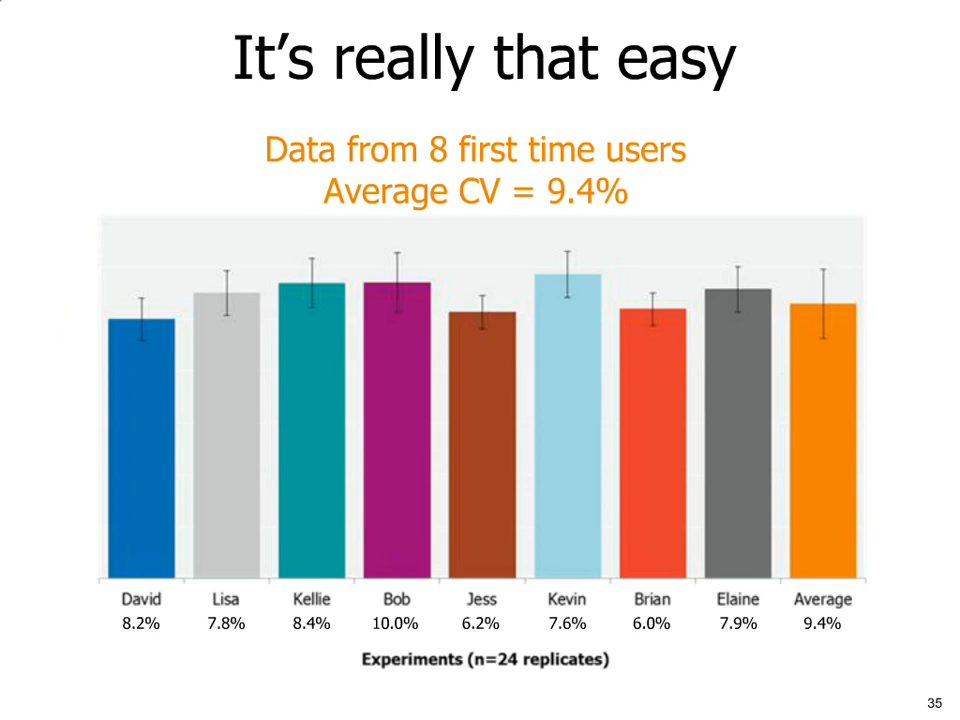 It’s really that easy
Data from 8 first time users
Average CV = 9.4%
David Lisa Kellie Bob Jess Kevin Brian Elaine Average
8.2% 7.8% 8.4% 10.0% 6.2% 7.6% 6.0% 7.9% 9.4%
Experiments (n=24 replicates)
35